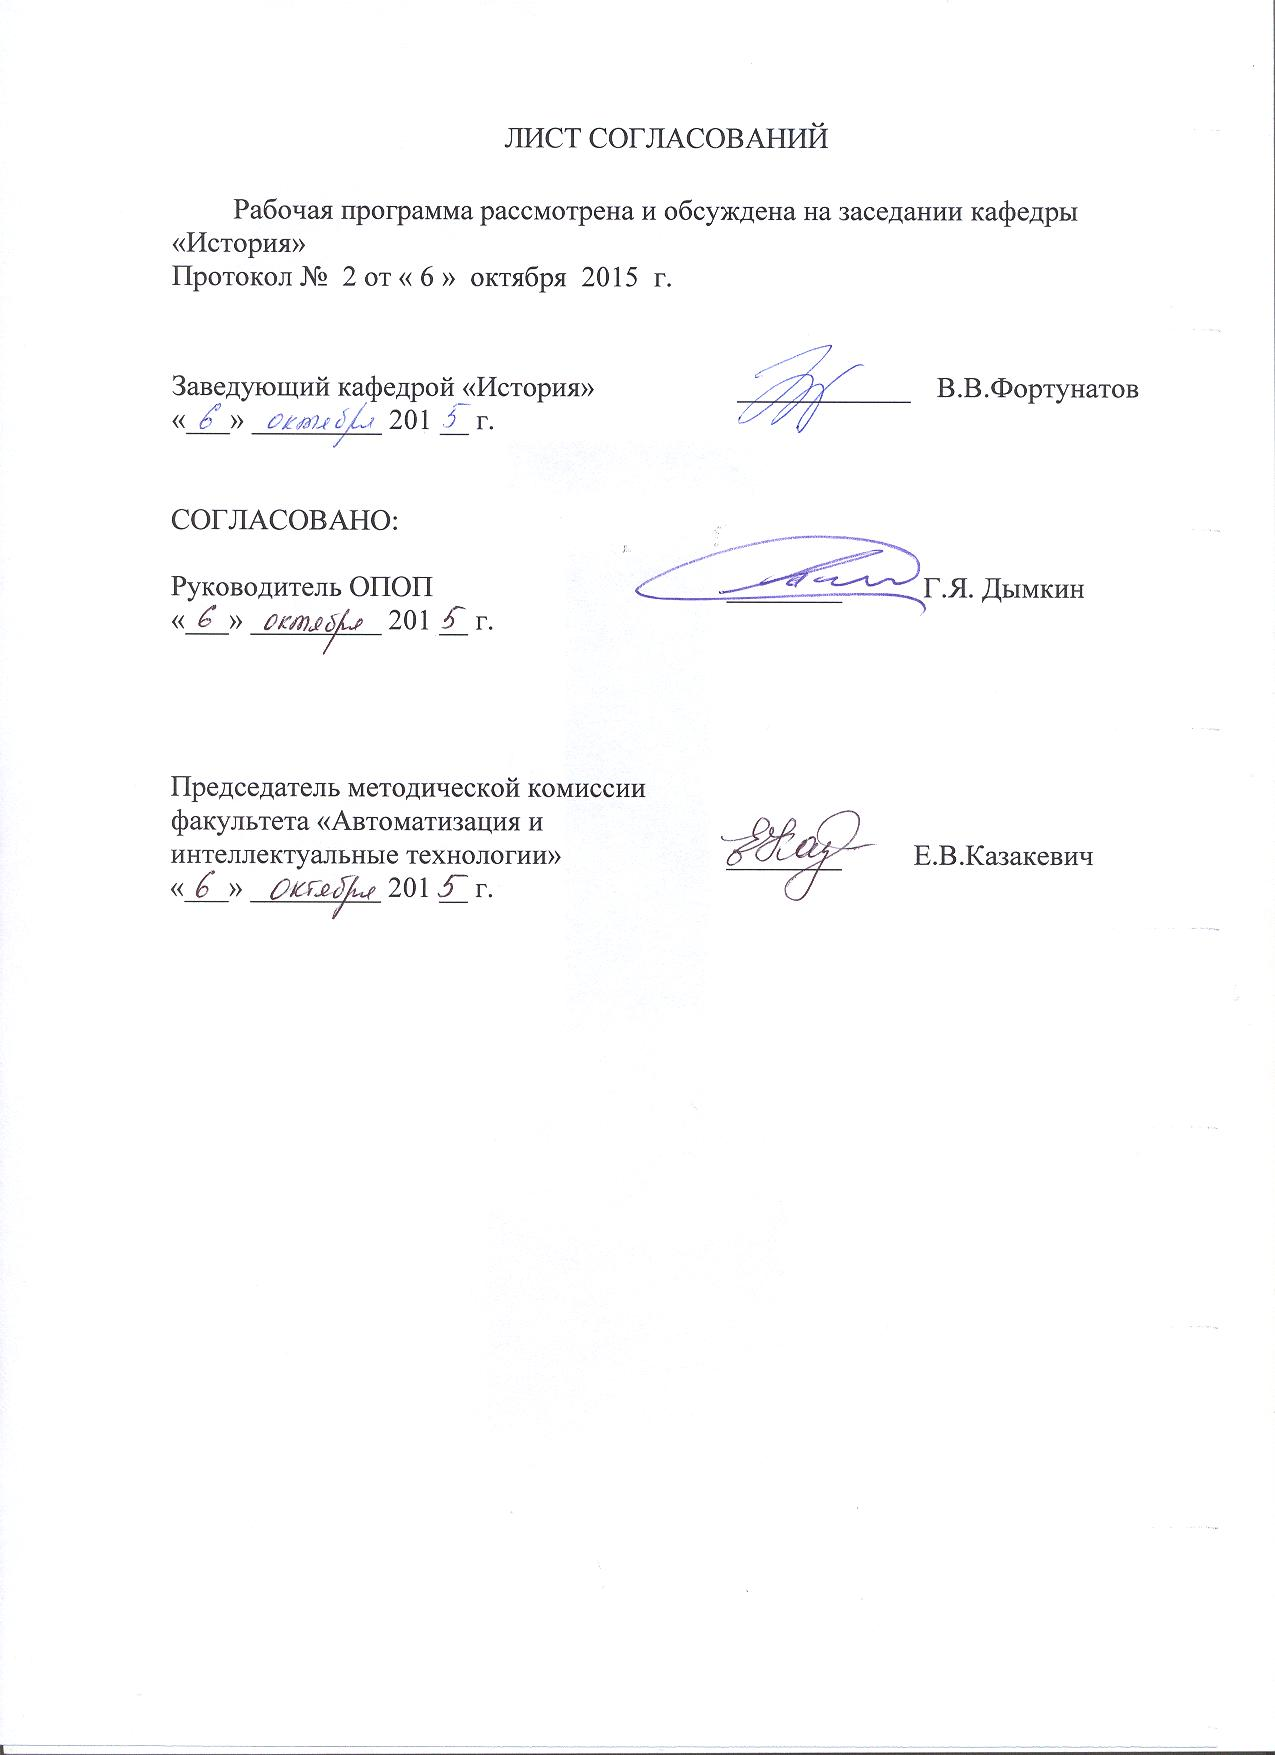 ЛИСТ СОГЛАСОВАНИЙ
Рабочая программа рассмотрена и обсуждена на заседании кафедры
«История»
Протокол № 2 от « 6 » октября 2015 г.
Заведующий кафедрой «История» В.В.Фортунатов
« 6 » октября 201 5 г.
СОГЛАСОВАНО:
Руководитель ОПОП Г.Я. Дымкин
« 6 » октября 201 5 г.
Председатель методической комиссии
факультета «Автоматизация и
интеллектуальные технологии» Е.В.Казакевич
« 6 » октября 201 5 г.